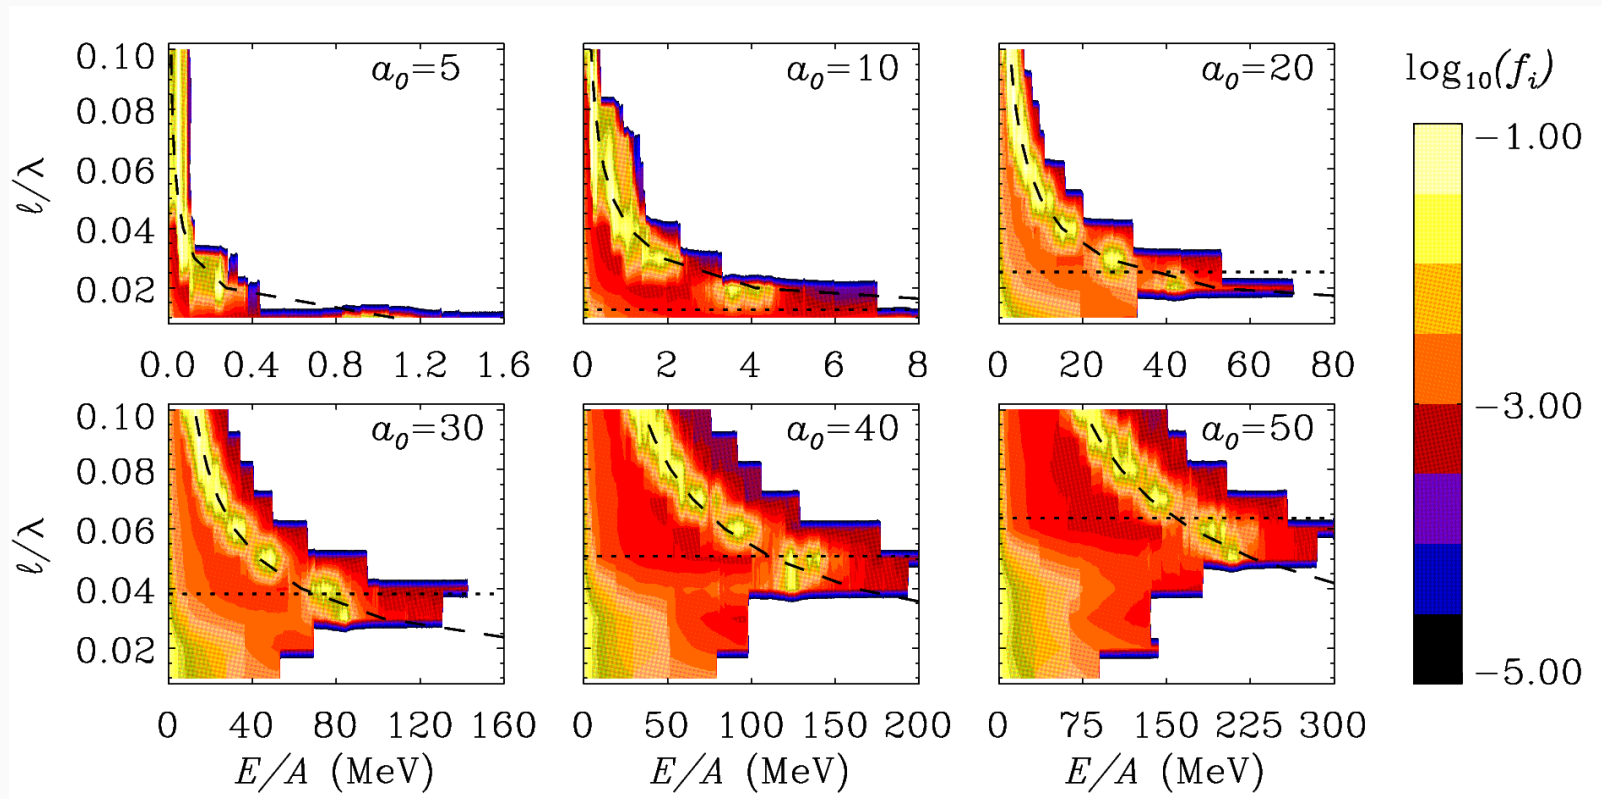 a₀=5
a₀=10
a₀=20
log₁₀(fᵢ)
ℓ/λ
0.10
0.08
0.06
0.04
0.02
0.0 0.4 0.8 1.2 1.6
0 2 4 6 8
0 20 40 60 80
−1.00
−3.00
−5.00
a₀=30
a₀=40
a₀=50
ℓ/λ
0.10
0.08
0.06
0.04
0.02
0 40 80 120 160
0 50 100 150 200
0 75 150 225 300
E/A (MeV)
E/A (MeV)
E/A (MeV)